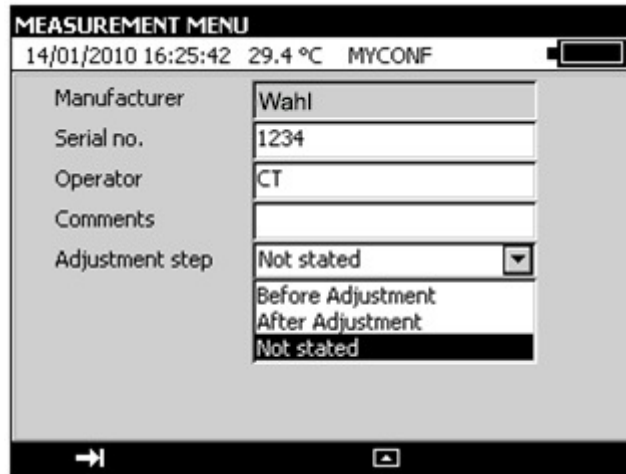 MEASUREMENT MENU
14/01/2010 16:25:42 29.4 °C MYCONF
Manufacturer Wahl
Serial no. 1234
Operator CT
Comments
Adjustment step Not stated
Before Adjustment
After Adjustment
Not stated